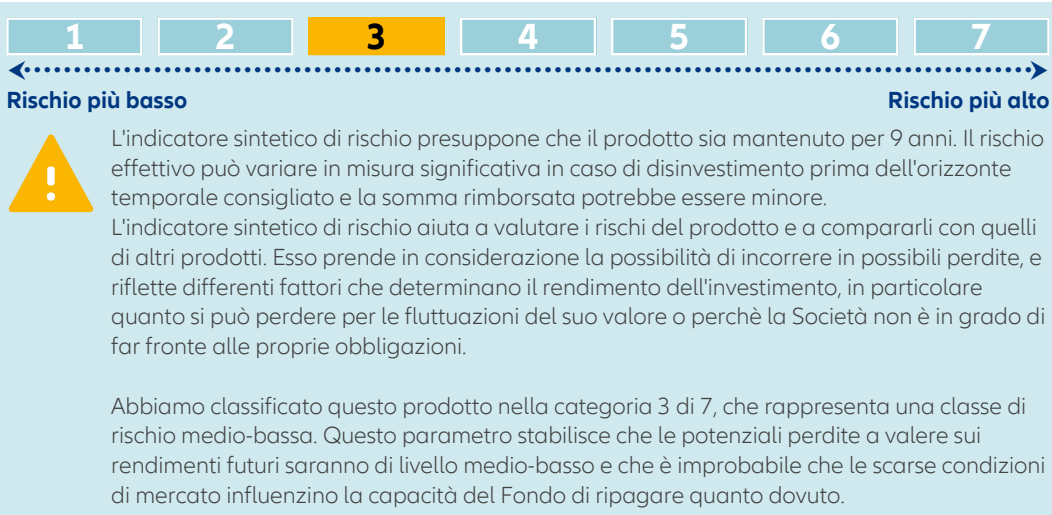 1 2 3 4 5 6 7
Rischio più basso Rischio più alto
L'indicatore sintetico di rischio presuppone che il prodotto sia mantenuto per 9 anni. Il rischio
effettivo può variare in misura significativa in caso di disinvestimento prima dell'orizzonte
temporale consigliato e la somma rimborsata potrebbe essere minore.
L'indicatore sintetico di rischio aiuta a valutare i rischi del prodotto e a compararli con quelli
di altri prodotti. Esso prende in considerazione la possibilità di incorrere in possibili perdite, e
riflette differenti fattori che determinano il rendimento dell'investimento, in particolare
quanto si può perdere per le fluttuazioni del suo valore o perchè la Società non è in grado di
far fronte alle proprie obbligazioni.
Abbiamo classificato questo prodotto nella categoria 3 di 7, che rappresenta una classe di
rischio medio-bassa. Questo parametro stabilisce che le potenziali perdite a valere sui
rendimenti futuri saranno di livello medio-basso e che è improbabile che le scarse condizioni
di mercato influenzino la capacità del Fondo di ripagare quanto dovuto.